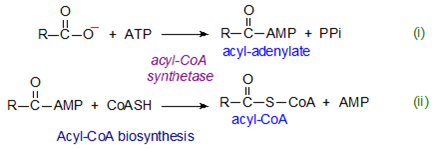 O
R–C–O⁻ + ATP → R–C–AMP + PPi (i)
O
acyl-adenylate
acyl-CoA
synthetase
O
R–C–AMP + CoASH → R–C–S–CoA + AMP (ii)
O
acyl-CoA
Acyl-CoA biosynthesis